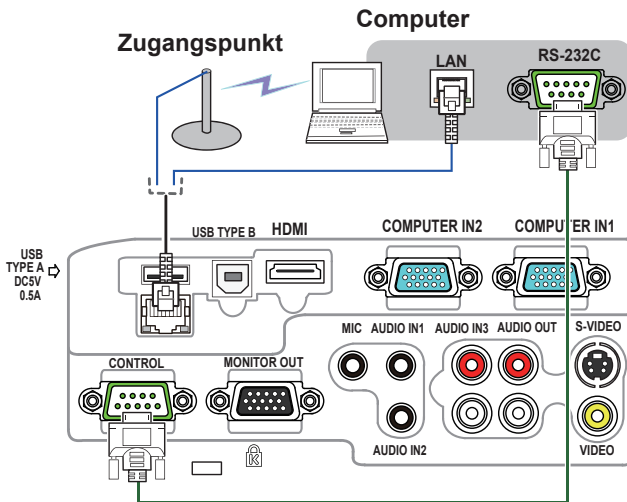 Computer
Zugangspunkt
LAN
RS-232C
USB TYPE B
HDMI
COMPUTER IN2
COMPUTER IN1
USB
TYPE A
DC5V
0.5A
MIC
AUDIO IN1
AUDIO IN3
AUDIO OUT
S-VIDEO
CONTROL
MONITOR OUT
AUDIO IN2
VIDEO
K